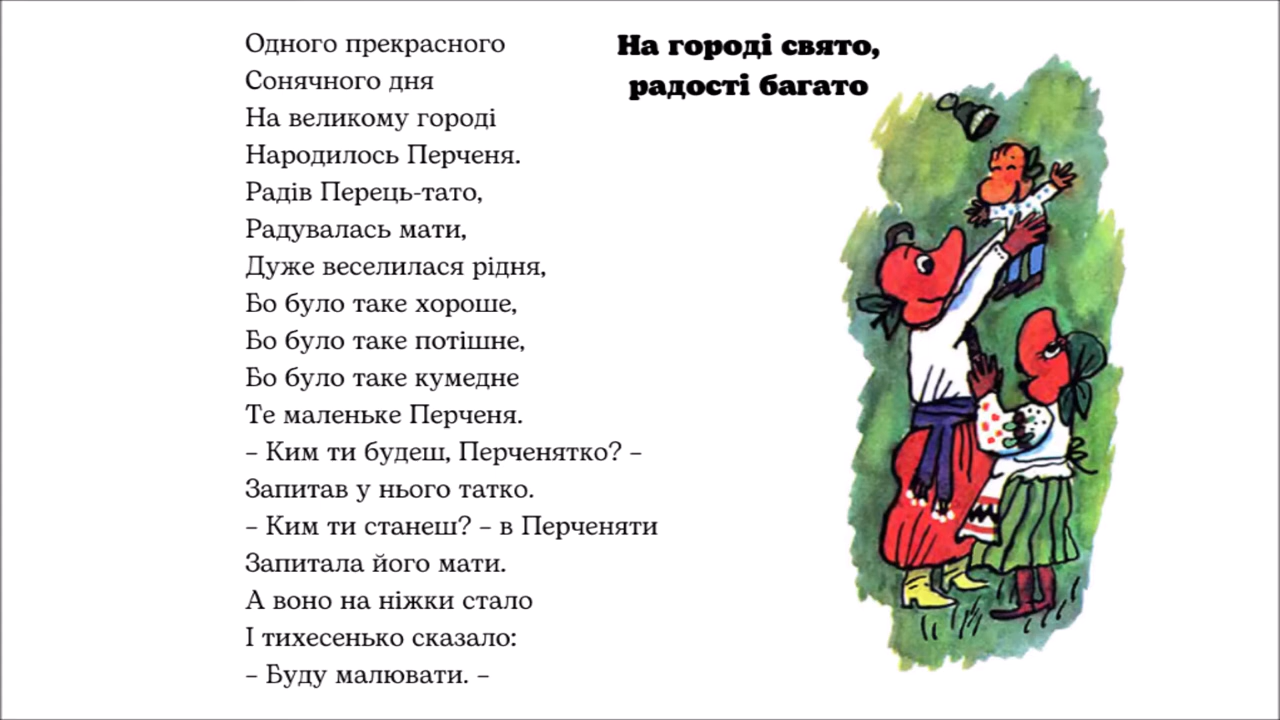 На городі свято,
радості багато
Одного прекрасного
Сонячного дня
На великому городі
Народилось Перченя.
Радів Перець-тато,
Радувалась мати,
Дуже веселилася рідня,
Бо було таке хороше,
Бо було таке потішне,
Бо було таке кумедне
Те маленьке Перченя.
– Ким ти будеш, Перченятко? –
Запитав у нього татко.
– Ким ти станеш? – в Перченяти
Запитала його мати.
А воно на ніжки стало
І тихесенько сказало:
– Буду малювати. –